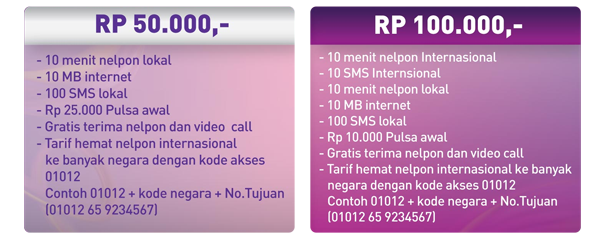 RP 50.000,-
- 10 menit nelpon lokal
- 10 MB internet
- 100 SMS lokal
- Rp 25.000 Pulsa awal
- Gratis terima nelpon dan video call
- Tarif hemat nelpon internasional
ke banyak negara dengan kode akses
01012
Contoh 01012 + kode negara + No.Tujuan
(01012 65 9234567)
RP 100.000,-
- 10 menit nelpon Internasional
- 10 SMS Internsional
- 10 menit nelpon lokal
- 10 MB internet
- 100 SMS lokal
- Rp 10.000 Pulsa awal
- Gratis terima nelpon dan video call
- Tarif hemat nelpon internasional ke banyak
negara dengan kode akses 01012
Contoh 01012 + kode negara + No.Tujuan
(01012 65 9234567)